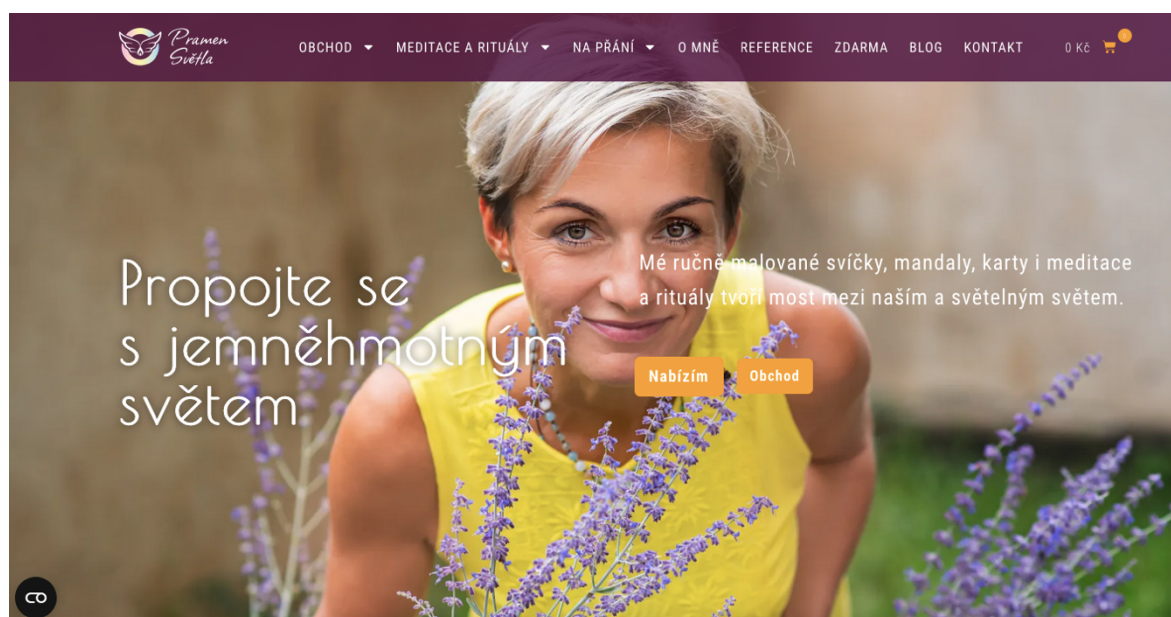 Pramen
Světla
OBCHOD
MEDITACE A RITUÁLY
NA PŘÁNÍ
O MNĚ
REFERENCE
ZDARMA
BLOG
KONTAKT
0 Kč
Propojte se
s jemněhmotným
světem
Mé ručně malované svíčky, mandaly, karty i meditace
a rituály tvoří most mezi naším a světelným světem.
Nabízím
Obchod